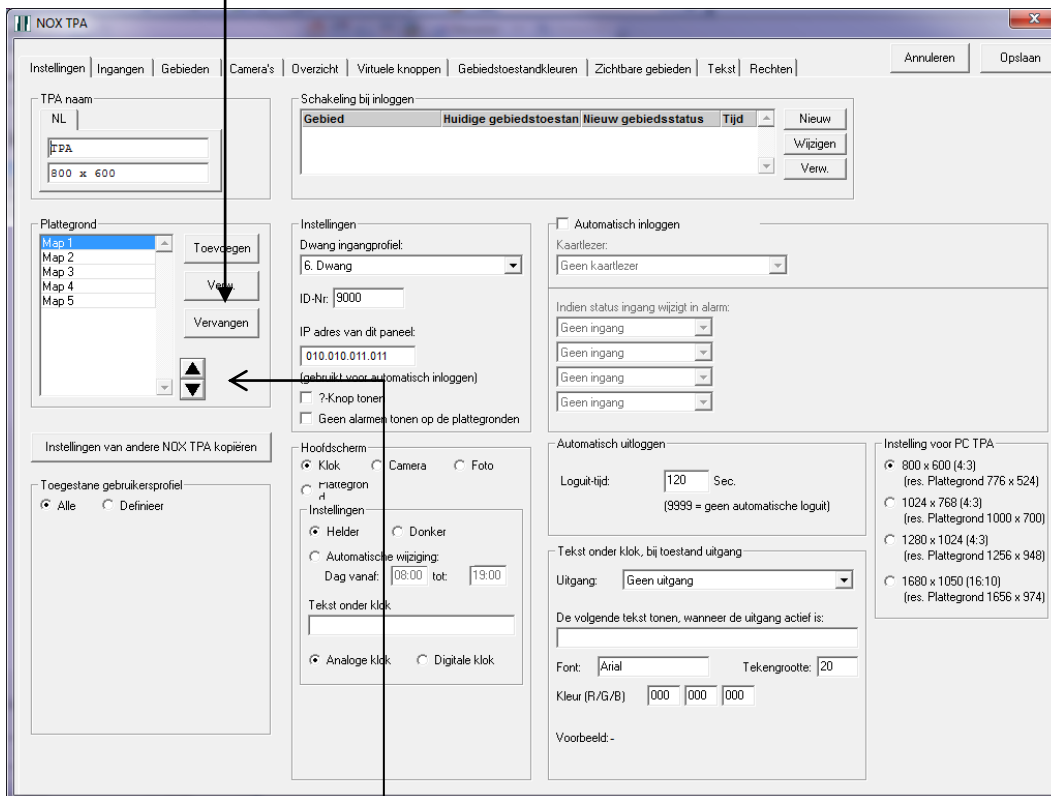 NOX TPA
Annuleren
Opslaan
Instellingen Ingangen Gebieden Camera's Overzicht Virtuele knoppen Gebiedstoestandkleuren Zichtbare gebieden Tekst Rechten
TPA naam
NL
TPA
800 x 600
Schakeling bij inloggen
Gebied Huidige gebiedstoestan Nieuw gebiedsstatus Tijd
Nieuw
Wijzigen
Verw.
Plattegrond
Map 1
Map 2
Map 3
Map 4
Map 5
Toevoegen
Verw.
Vervangen
Instellingen
Dwang ingangprofiel:
6. Dwang
ID-Nr: 9000
IP adres van dit paneel:
010.010.011.011
(gebruikt voor automatisch inloggen)
?-Knop tonen
Geen alarmen tonen op de plattegronden
Automatisch inloggen
Kaartlezer:
Geen kaartlezer
Indien status ingang wijzigt in alarm:
Geen ingang
Geen ingang
Geen ingang
Geen ingang
Instellingen van andere NOX TPA kopiëren
Toegestane gebruikersprofiel
Alle Definieer
Hoofdscherm
Klok Camera Foto
Plattegron
d
Instellingen
Helder Donker
Automatische wijziging:
Dag vanaf: 08:00 tot: 19:00
Tekst onder klok
Analoge klok Digitale klok
Automatisch uitloggen
Loguit-tijd: 120 Sec.
(9999 = geen automatische loguit)
Tekst onder klok, bij toestand uitgang
Uitgang: Geen uitgang
De volgende tekst tonen, wanneer de uitgang actief is:
Font: Arial Tekengrootte: 20
Kleur (R/G/B) 000 000 000
Voorbeeld:-
Instelling voor PC TPA
800 x 600 (4:3)
(res. Plattegrond 776 x 524)
1024 x 768 (4:3)
(res. Plattegrond 1000 x 700)
1280 x 1024 (4:3)
(res. Plattegrond 1256 x 948)
1680 x 1050 (16:10)
(res. Plattegrond 1656 x 974)